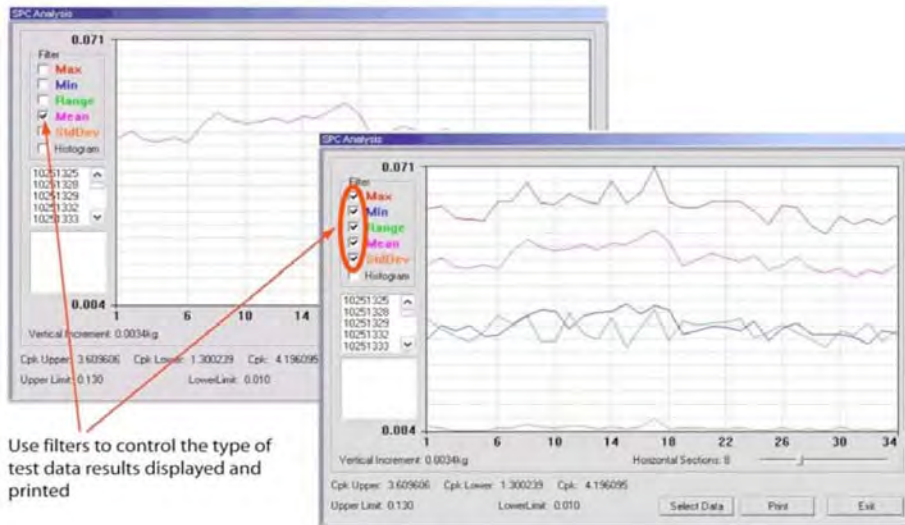 SPC Analysis
0.071
Filter
Max
Min
Range
Mean
StdDev
Histogram
10251325
10251328
10251329
10251332
10251333
0.004
1 6 10 14
Vertical Increment: 0.0034kg
Cpk Upper: 3.609606 Cpk Lower: 1.300239 Cpk: 4.196095
Upper Limit: 0.130 LowerLimit: 0.010
SPC Analysis
0.071
Filter
Max
Min
Range
Mean
StdDev
Histogram
10251325
10251328
10251329
10251332
10251333
0.004
1 6 10 14 18 22 26 30 34
Vertical Increment: 0.0034kg Horizontal Sections: 8
Cpk Upper: 3.609606 Cpk Lower: 1.300239 Cpk: 4.196095
Upper Limit: 0.130 LowerLimit: 0.010 Select Data Print Exit
Use filters to control the type of
test data results displayed and
printed